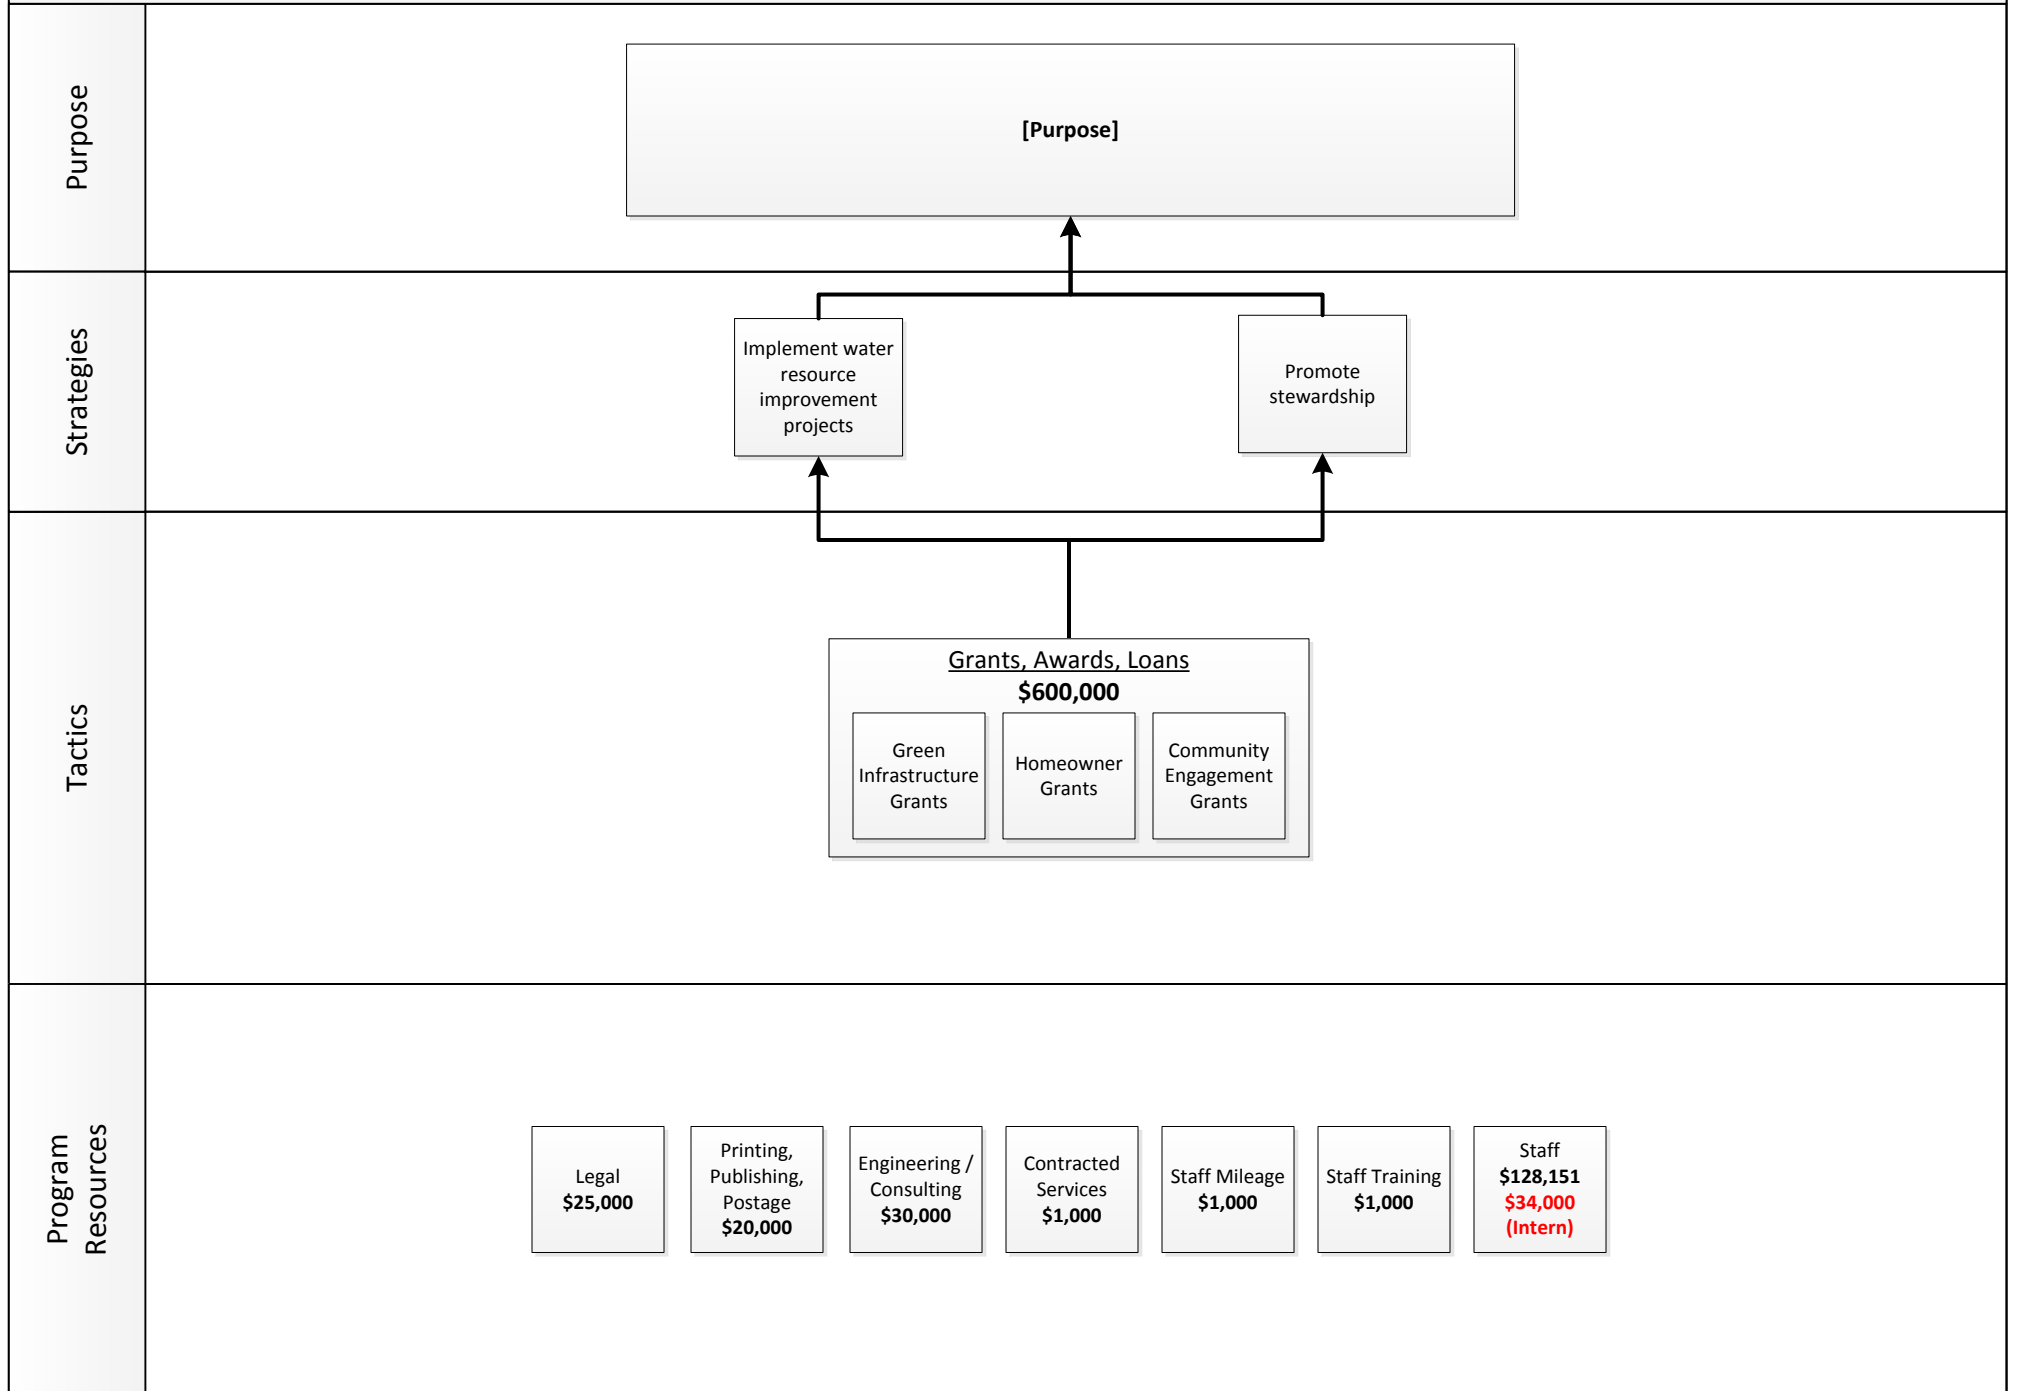 Purpose
[Purpose]
Strategies
Implement water
resource
improvement
projects
Promote
stewardship
Tactics
Grants, Awards, Loans
$600,000
Green
Infrastructure
Grants
Homeowner
Grants
Community
Engagement
Grants
Program
Resources
Legal
$25,000
Printing,
Publishing,
Postage
$20,000
Engineering /
Consulting
$30,000
Contracted
Services
$1,000
Staff Mileage
$1,000
Staff Training
$1,000
Staff
$128,151
$34,000
(Intern)